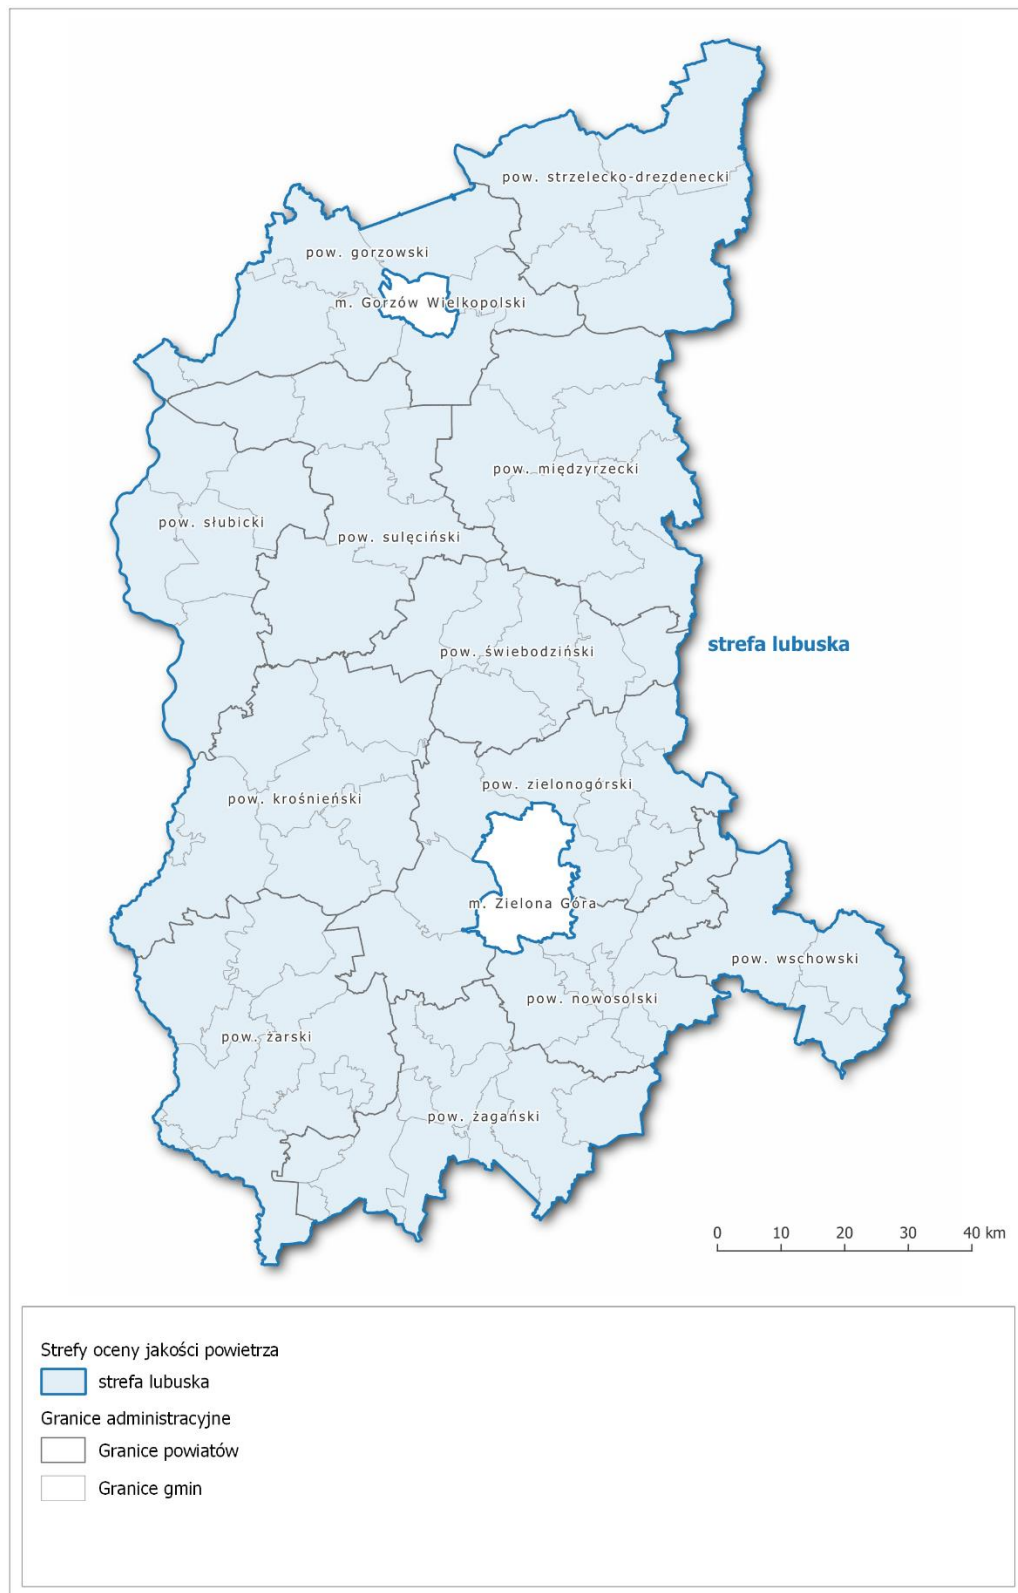 pow. strzelecko-drezdenecki
pow. gorzowski
m. Gorzów Wielkopolski
pow. międzyrzecki
pow. słubicki
pow. sulęciński
strefa lubuska
pow. świebodziński
pow. zielonogórski
pow. krośnieński
m. Zielona Góra
pow. wschowski
pow. nowosolski
pow. żarski
pow. żagański
0 10 20 30 40 km
Strefy oceny jakości powietrza
strefa lubuska
Granice administracyjne
Granice powiatów
Granice gmin